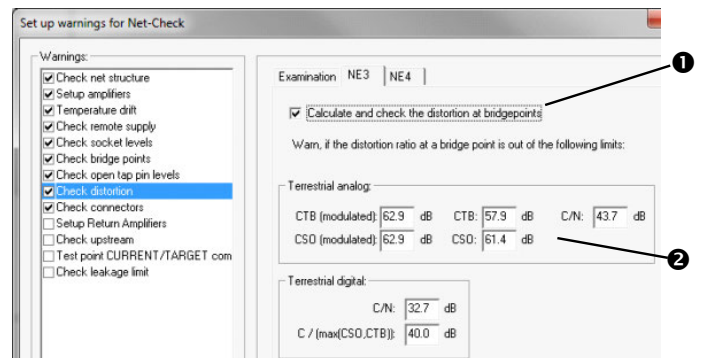 Set up warnings for Net-Check
Warnings:
Check net structure
Setup amplifiers
Temperature drift
Check remote supply
Check socket levels
Check bridge points
Check open tap pin levels
Check distortion
Check connectors
Setup Return Amplifiers
Check upstream
Test point CURRENT/TARGET com
Check leakage limit
Examination NE3 NE4
Calculate and check the distortion at bridgepoints
Warn, if the distortion ratio at a bridge point is out of the following limits:
Terrestrial analog:
CTB (modulated): 62.9 dB CTB: 57.9 dB C/N: 43.7 dB
CSO (modulated): 62.9 dB CSO: 61.4 dB
Terrestrial digital:
C/N: 32.7 dB
C / (max(CSO,CTB)): 40.0 dB
❶
❷